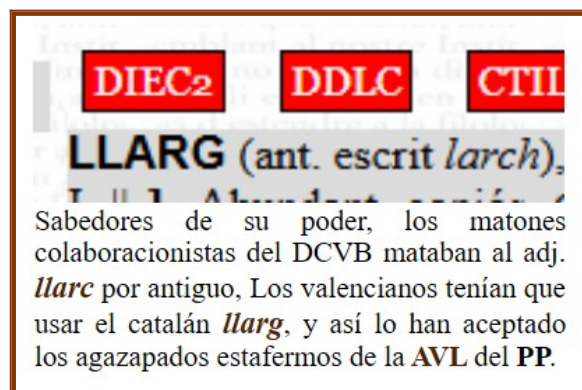 DIEC2 DDLC CTIL
LLARG (ant. escrit larch),
Sabedores de su poder, los matones
colaboracionistas del DCVB mataban al adj.
llarc por antiguo, Los valencianos tenían que
usar el catalán llarg, y así lo han aceptado
los agazapados estafermos de la AVL del PP.